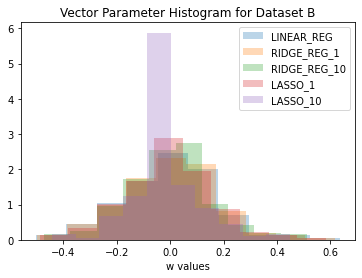 Vector Parameter Histogram for Dataset B
LINEAR_REG
RIDGE_REG_1
RIDGE_REG_10
LASSO_1
LASSO_10
6
5
4
3
2
1
0
−0.4 −0.2 0.0 0.2 0.4 0.6
w values